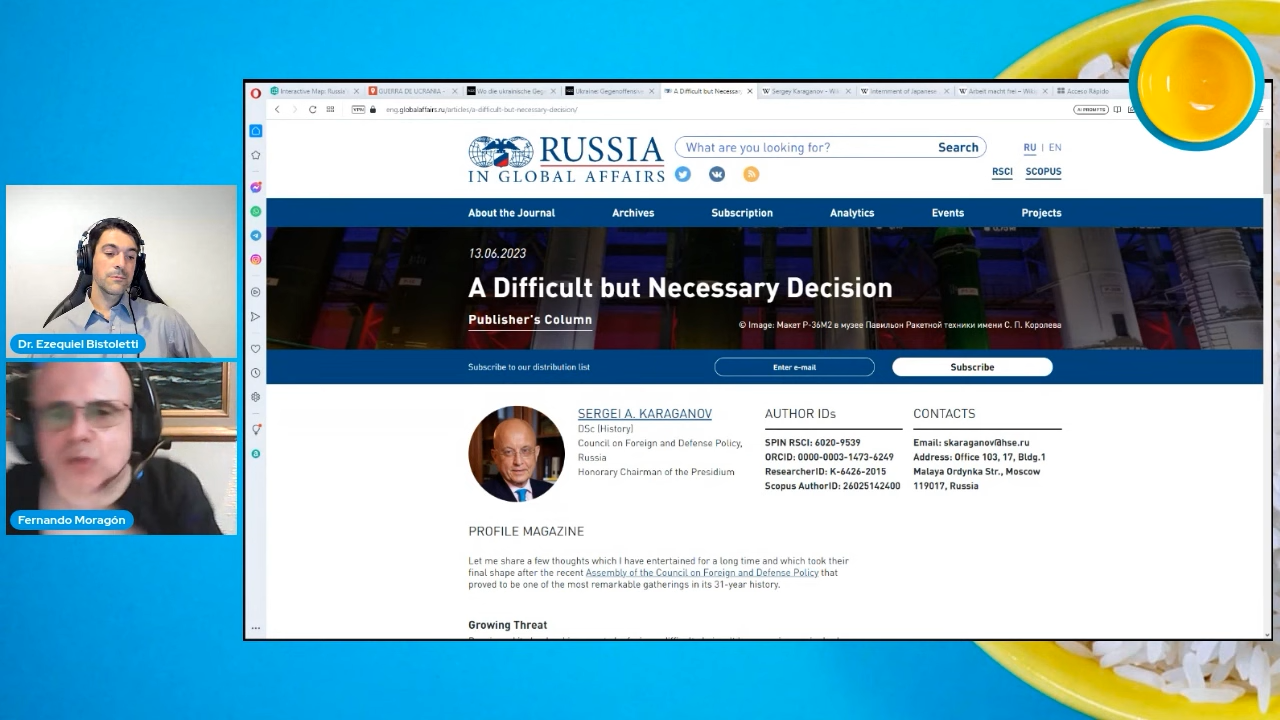 Interactive Map: Russia
GUERRA DE UCRANIA -
Wo die ukrainische Geg
Ukraine: Gegenoffensiv
A Difficult but Necessar
Sergey Karaganov - Wi
Internment of Japanese
Arbeit macht frei – Wiki
Acceso Rápido
VPN
eng.globalaffairs.ru/articles/a-difficult-but-necessary-decision/
AI PROMPTS
RUSSIA
IN GLOBAL AFFAIRS
What are you looking for?
Search
RU | EN
RSCI
SCOPUS
About the Journal
Archives
Subscription
Analytics
Events
Projects
13.06.2023
A Difficult but Necessary Decision
Publisher's Column
© Image: Макет Р-36М2 в музее Павильон Ракетной техники имени С. П. Королева
Subscribe to our distribution list
Enter e-mail
Subscribe
SERGEI A. KARAGANOV
DSc (History)
Council on Foreign and Defense Policy,
Russia
Honorary Chairman of the Presidium
AUTHOR IDs
SPIN RSCI: 6020-9539
ORCID: 0000-0003-1473-6249
ResearcherID: K-6426-2015
Scopus AuthorID: 26025142400
CONTACTS
Email: skaraganov@hse.ru
Address: Office 103, 17, Bldg.1
Malaya Ordynka Str., Moscow
119017, Russia
PROFILE MAGAZINE
Let me share a few thoughts which I have entertained for a long time and which took their
final shape after the recent Assembly of the Council on Foreign and Defense Policy that
proved to be one of the most remarkable gatherings in its 31-year history.
Growing Threat
Dr. Ezequiel Bistoletti
Fernando Moragón